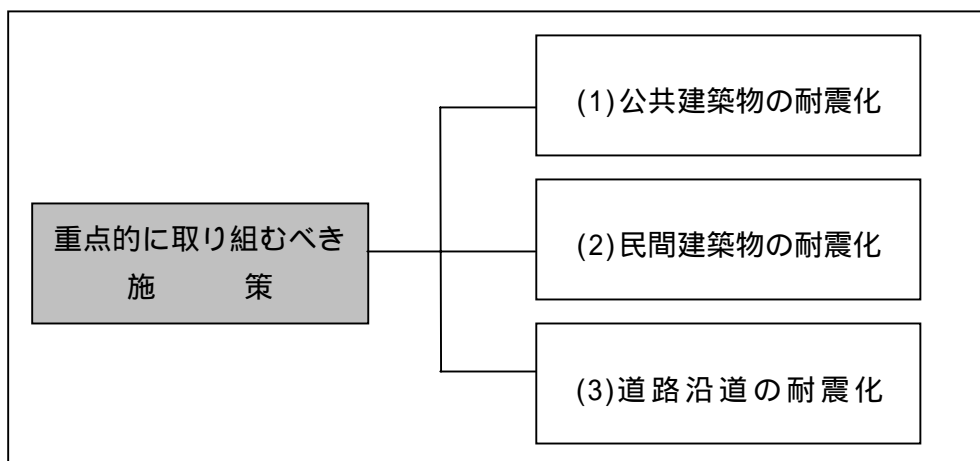 重点的に取り組むべき
施　　策
(1)公共建築物の耐震化
(2)民間建築物の耐震化
(3)道路沿道の耐震化